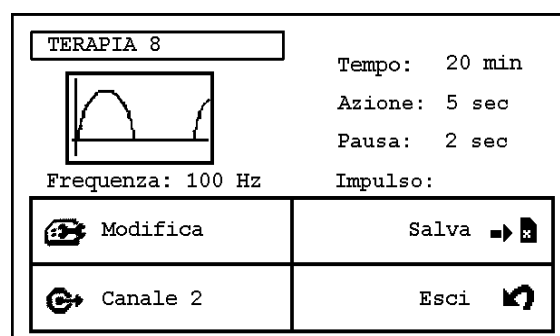 TERAPIA 8
Tempo: 20 min
Azione: 5 sec
Pausa: 2 sec
Frequenza: 100 Hz
Impulso:
Modifica
Salva
Canale 2
Esci